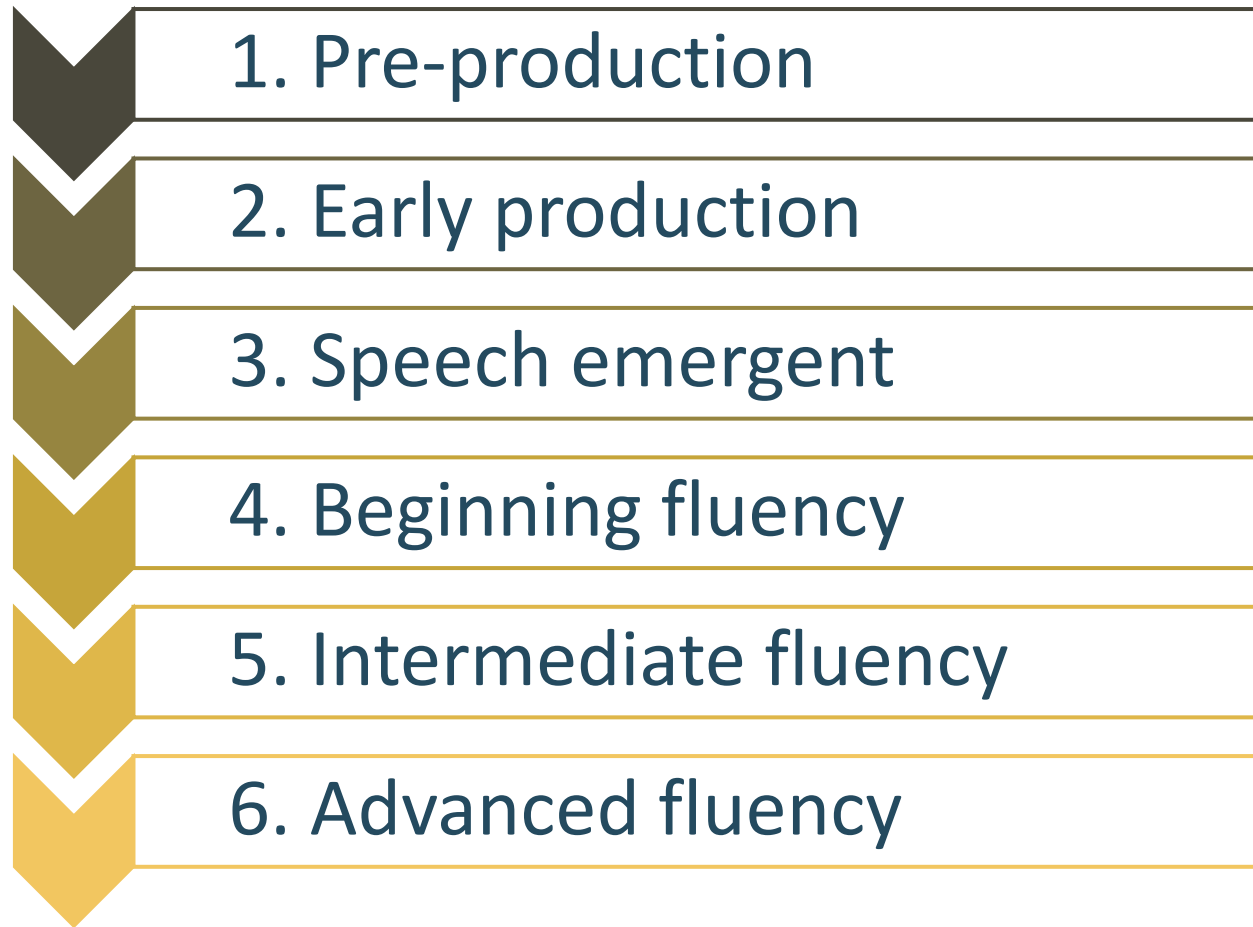 1. Pre-production
2. Early production
3. Speech emergent
4. Beginning fluency
5. Intermediate fluency
6. Advanced fluency